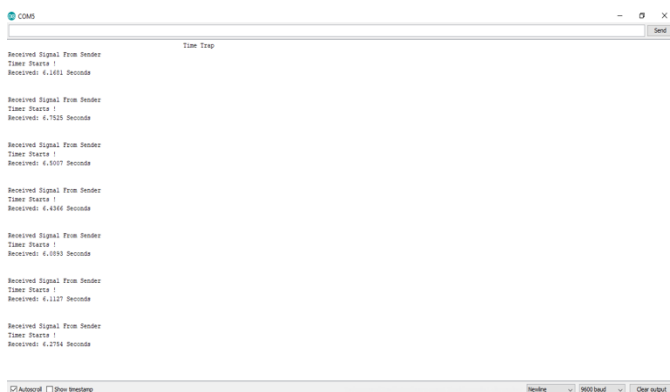 COM5
Send
Time Trap
Received Signal From Sender
Timer Starts !
Received: 6.1681 Seconds
Received Signal From Sender
Timer Starts !
Received: 6.7525 Seconds
Received Signal From Sender
Timer Starts !
Received: 6.5007 Seconds
Received Signal From Sender
Timer Starts !
Received: 6.4366 Seconds
Received Signal From Sender
Timer Starts !
Received: 6.0893 Seconds
Received Signal From Sender
Timer Starts !
Received: 6.1127 Seconds
Received Signal From Sender
Timer Starts !
Received: 6.2754 Seconds
Autoscroll Show timestamp Newline 9600 baud Clear output